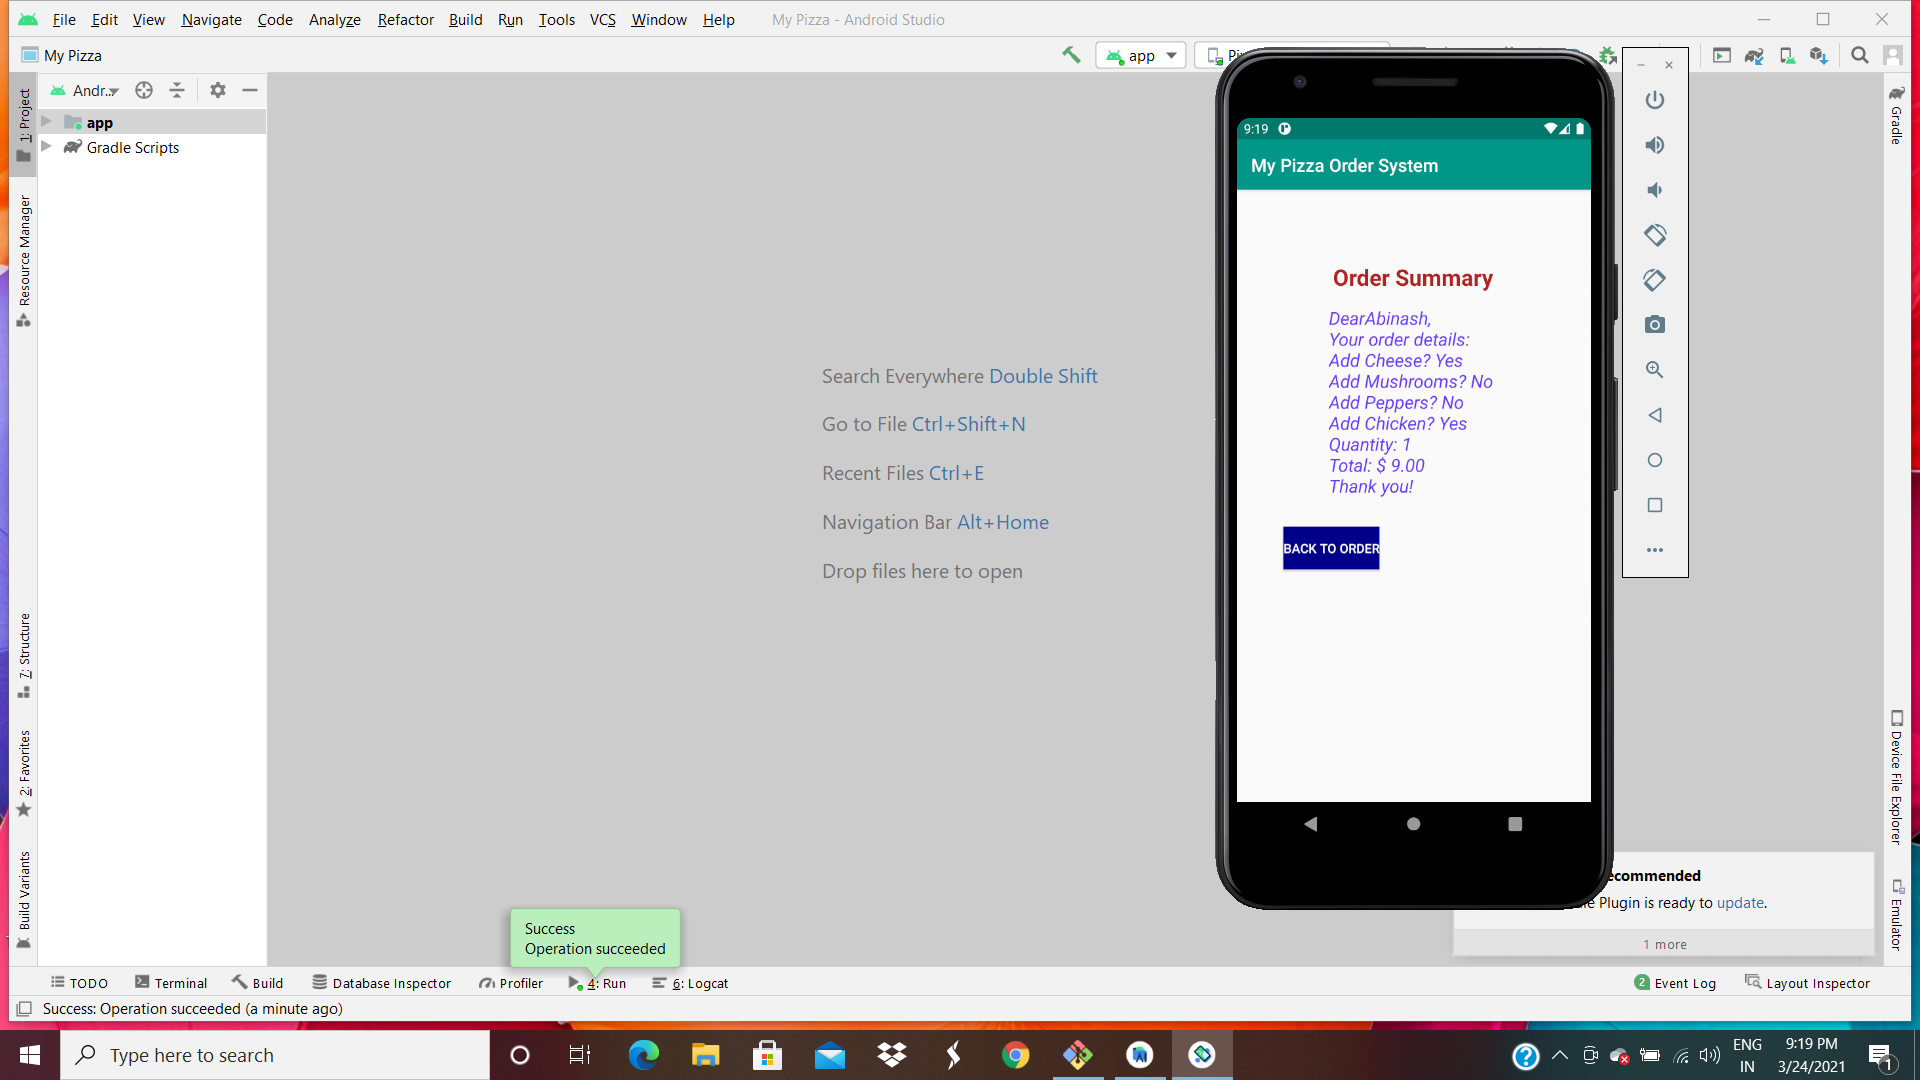 File Edit View Navigate Code Analyze Refactor Build Run Tools VCS Window Help My Pizza - Android Studio
My Pizza
app
Andr...
1: Project
app
Gradle Scripts
Resource Manager
7: Structure
2: Favorites
Build Variants
Search Everywhere Double Shift
Go to File Ctrl+Shift+N
Recent Files Ctrl+E
Navigation Bar Alt+Home
Drop files here to open
9:19
My Pizza Order System
Order Summary
DearAbinash,
Your order details:
Add Cheese? Yes
Add Mushrooms? No
Add Peppers? No
Add Chicken? Yes
Quantity: 1
Total: $ 9.00
Thank you!
BACK TO ORDER
Gradle
Device File Explorer
Emulator
Plugin is ready to update.
1 more
Success
Operation succeeded
TODO Terminal Build Database Inspector Profiler 4: Run 6: Logcat 2 Event Log Layout Inspector
Success: Operation succeeded (a minute ago)
Type here to search
ENG
IN
9:19 PM
3/24/2021
1